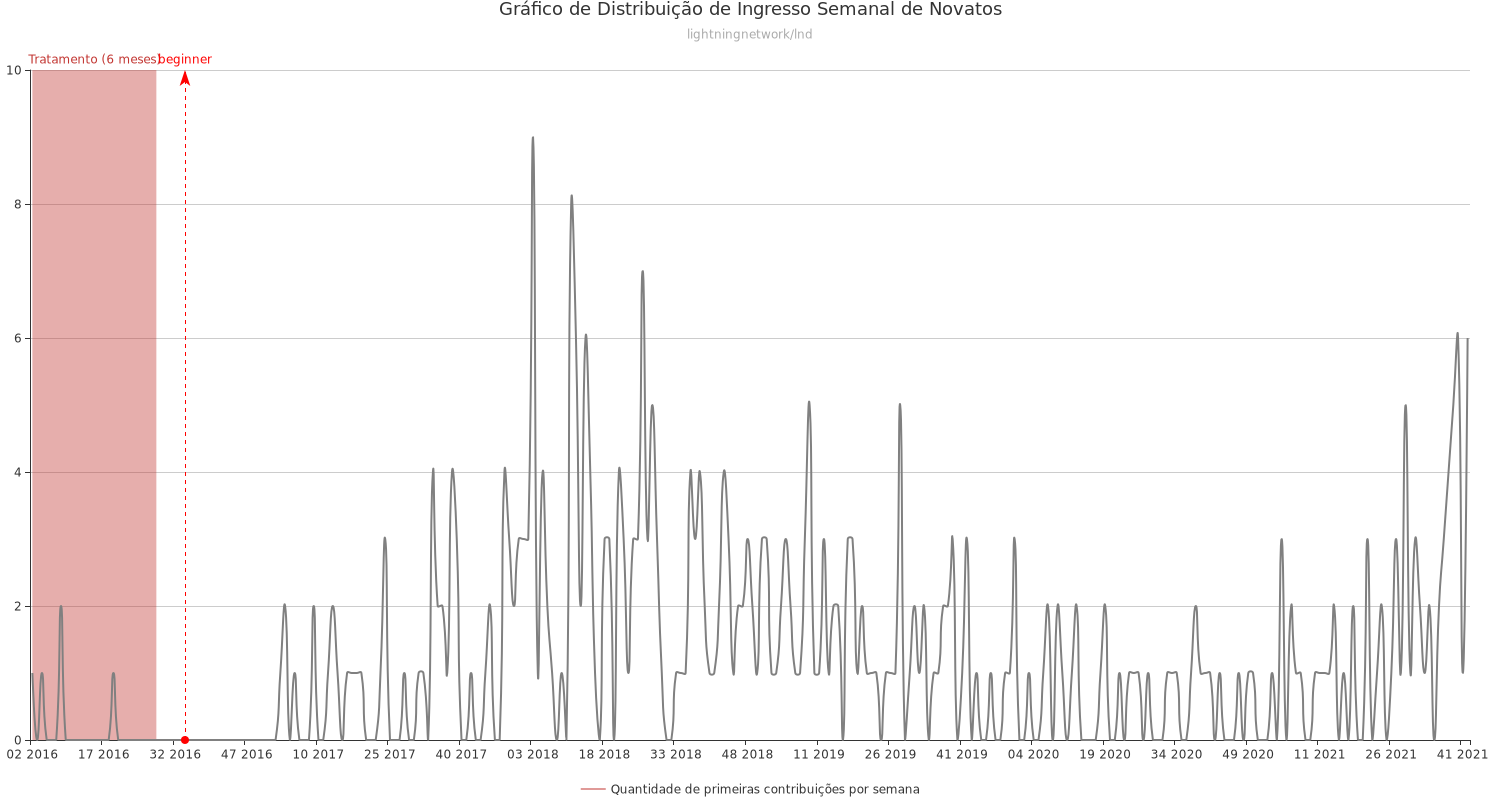 Gráfico de Distribuição de Ingresso Semanal de Novatos
lightningnetwork/lnd
Tratamento (6 meses) beginner
10
8
6
4
2
0
02 2016 17 2016 32 2016 47 2016 10 2017 25 2017 40 2017 03 2018 18 2018 33 2018 48 2018 11 2019 26 2019 41 2019 04 2020 19 2020 34 2020 49 2020 11 2021 26 2021 41 2021
Quantidade de primeiras contribuições por semana